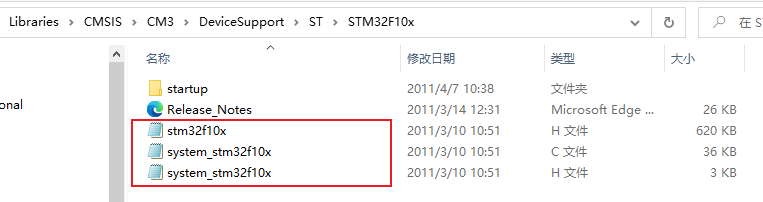 Libraries > CMSIS > CM3 > DeviceSupport > ST > STM32F10x 在 S
名称 修改日期 类型 大小
startup 2011/4/7 10:38 文件夹
onal
Release_Notes 2011/3/14 12:31 Microsoft Edge ... 26 KB
stm32f10x 2011/3/10 10:51 H 文件 620 KB
system_stm32f10x 2011/3/10 10:51 C 文件 36 KB
system_stm32f10x 2011/3/10 10:51 H 文件 3 KB